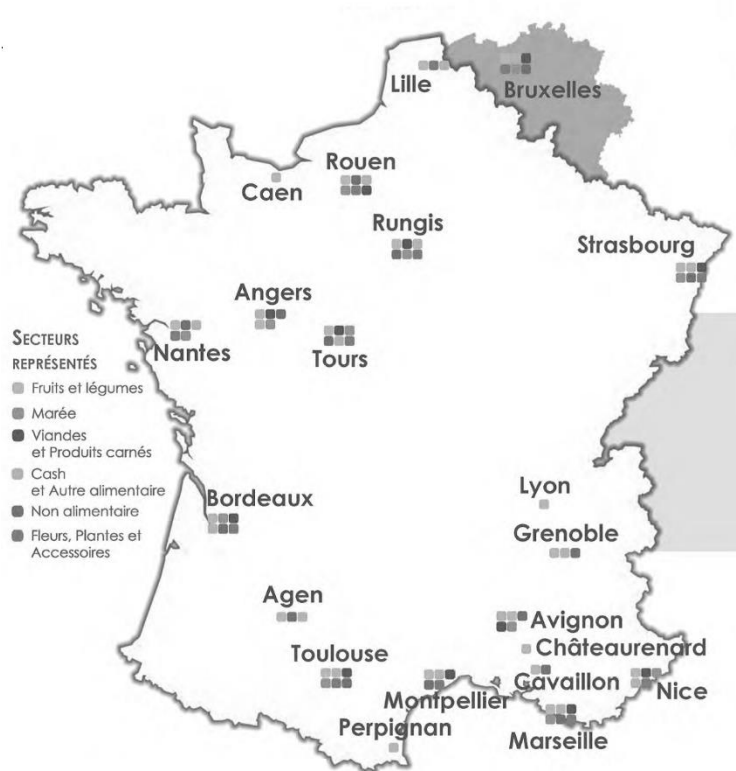 Lille
Bruxelles
Rouen
Caen
Rungis
Strasbourg
Angers
Nantes
Tours
SECTEURS
REPRÉSENTÉS
Fruits et légumes
Marée
Viandes
et Produits carnés
Cash
et Autre alimentaire
Non alimentaire
Fleurs, Plantes et
Accessoires
Bordeaux
Lyon
Grenoble
Agen
Avignon
Châteaurenard
Toulouse
Montpellier
Cavaillon
Nice
Perpignan
Marseille